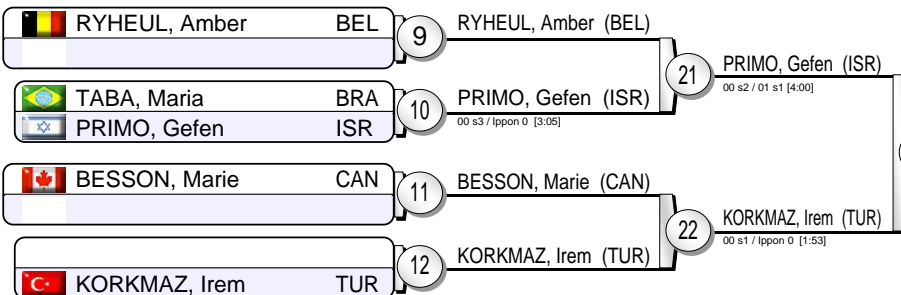 RYHEUL, Amber BEL
9
RYHEUL, Amber (BEL)
21
PRIMO, Gefen (ISR)
00 s2 / 01 s1 [4:00]
TABA, Maria BRA
PRIMO, Gefen ISR
10
PRIMO, Gefen (ISR)
00 s3 / Ippon 0 [3:05]
BESSON, Marie CAN
11
BESSON, Marie (CAN)
22
KORKMAZ, Irem (TUR)
00 s1 / Ippon 0 [1:53]
KORKMAZ, Irem TUR
12
KORKMAZ, Irem (TUR)